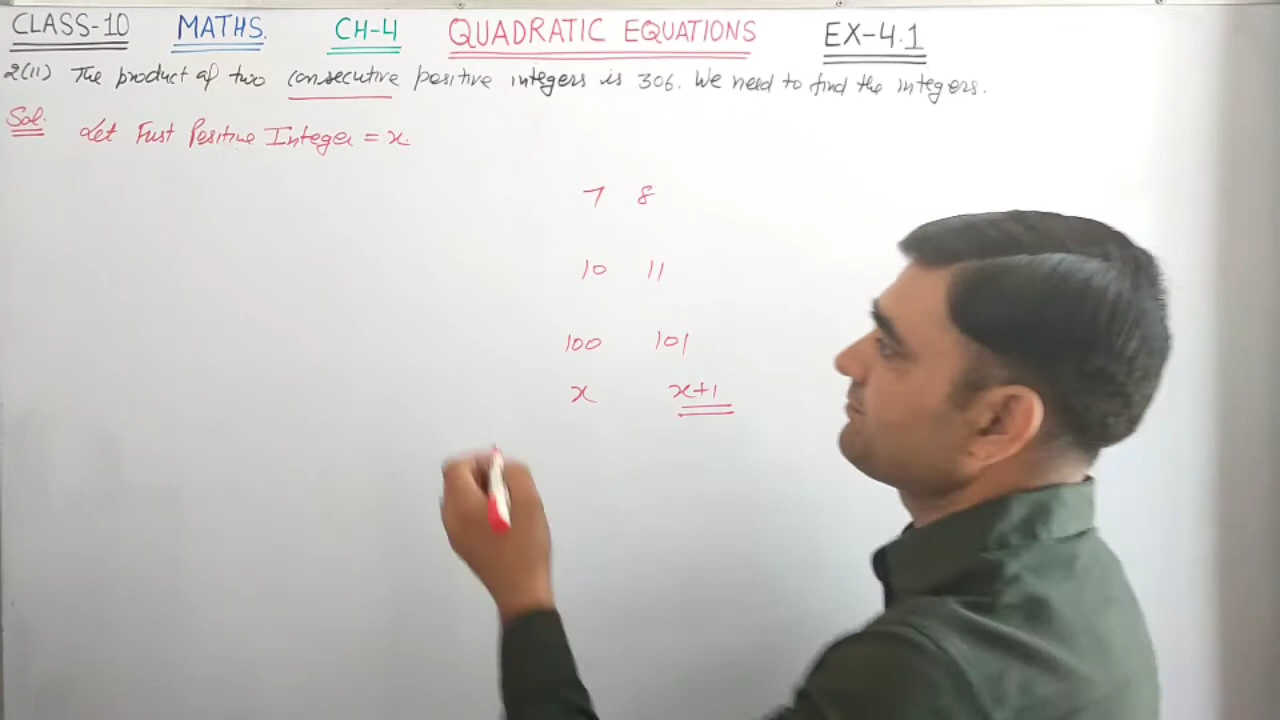 CLASS-10 MATHS. CH-4 QUADRATIC EQUATIONS EX-4.1
2(ii) The product of two consecutive positive integers is 306. We need to find the integers.
Sol. Let First Positive Integer = x.
7 8
10 11
100 101
x x+1